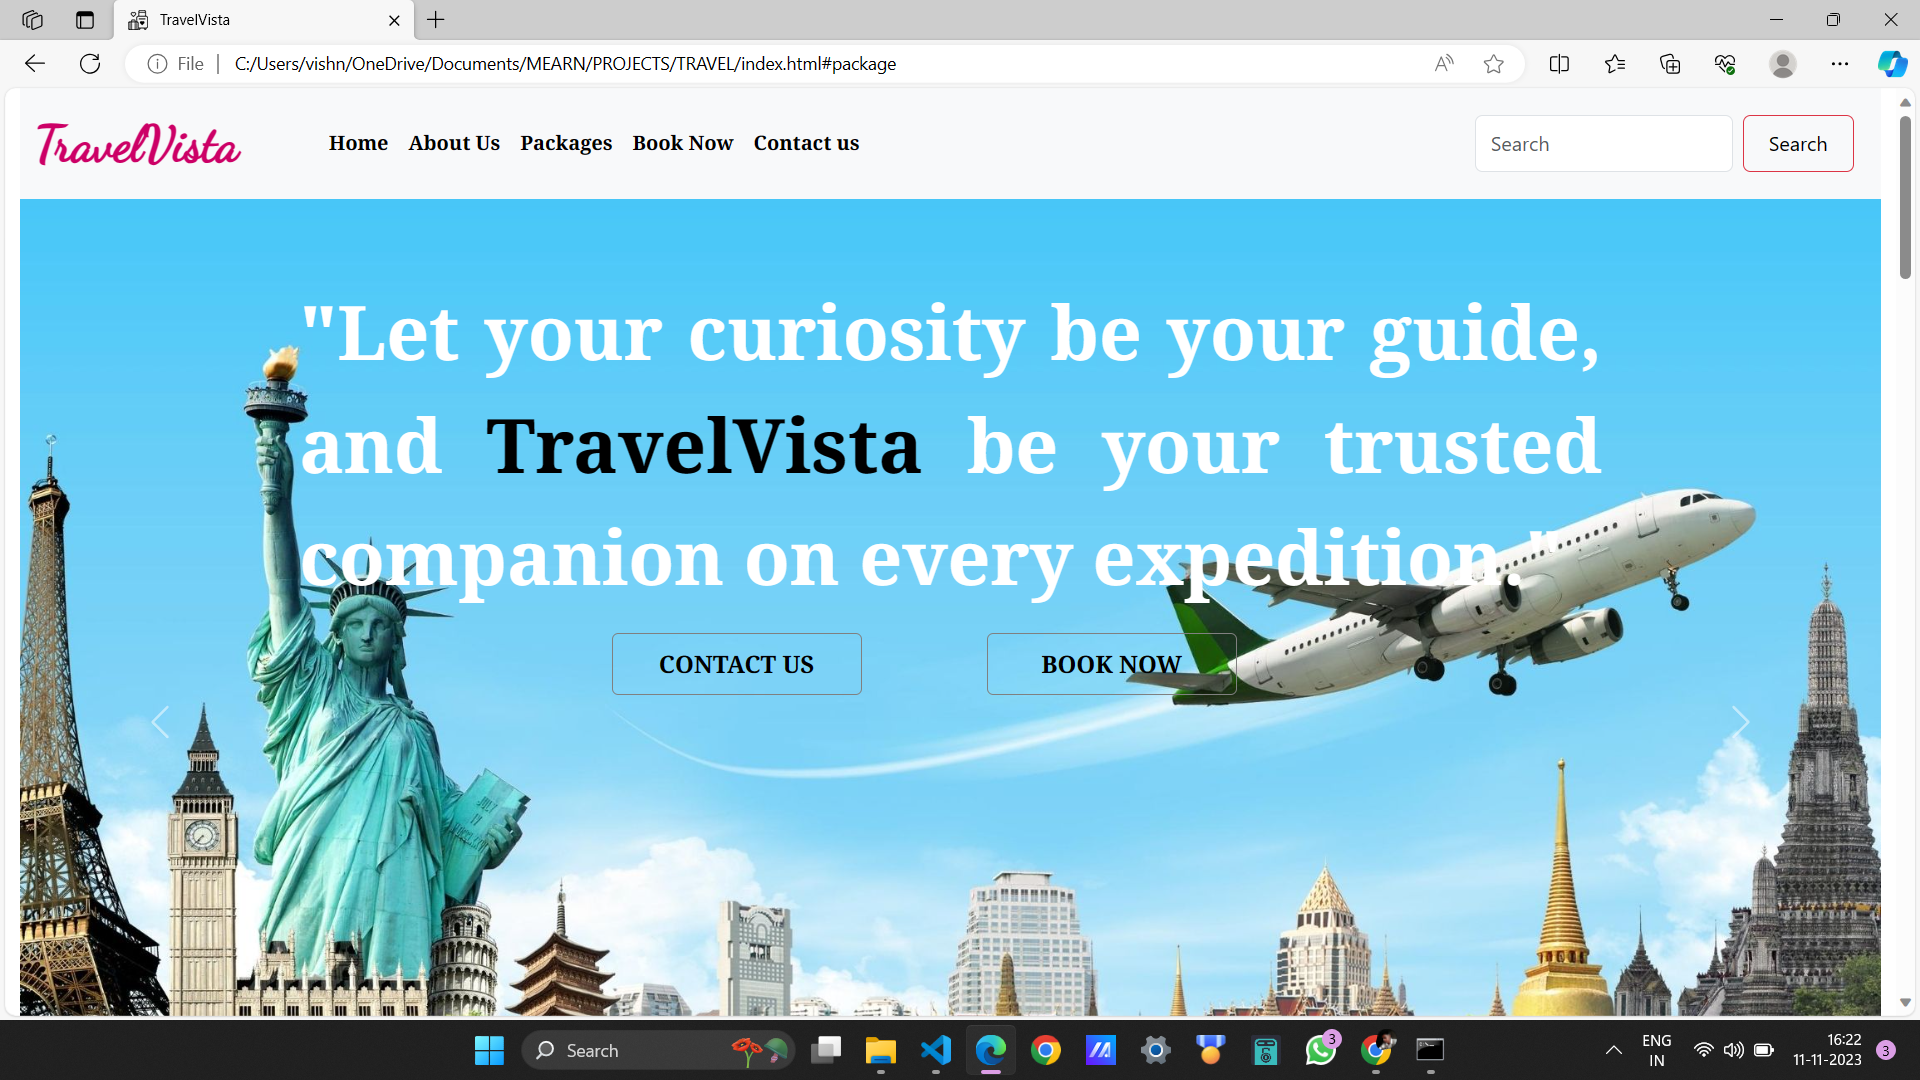 TravelVista
File
C:/Users/vishn/OneDrive/Documents/MEARN/PROJECTS/TRAVEL/index.html#package
TravelVista
Home
About Us
Packages
Book Now
Contact us
Search
Search
"Let your curiosity be your guide,
and TravelVista be your trusted
companion on every expedition."
CONTACT US
BOOK NOW
Search
3
ENG
IN
16:22
11-11-2023
3